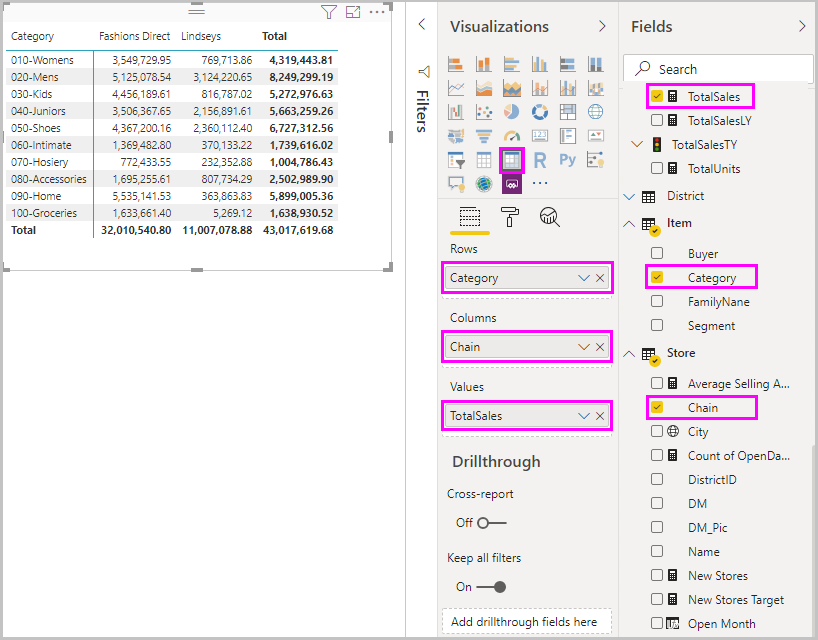 Category Fashions Direct Lindseys Total
010-Womens 3,549,729.95 769,713.86 4,319,443.81
020-Mens 5,125,078.54 3,124,220.65 8,249,299.19
030-Kids 4,456,189.61 816,787.02 5,272,976.63
040-Juniors 3,506,367.65 2,156,891.61 5,663,259.26
050-Shoes 4,367,200.16 2,360,112.40 6,727,312.56
060-Intimate 1,369,482.80 370,133.22 1,739,616.02
070-Hosiery 772,433.55 232,352.88 1,004,786.43
080-Accessories 1,695,255.61 807,734.29 2,502,989.90
090-Home 5,535,141.53 363,863.83 5,899,005.36
100-Groceries 1,633,661.40 5,269.12 1,638,930.52
Total 32,010,540.80 11,007,078.88 43,017,619.68
Filters
Visualizations
123
R
Py
Rows
Category
Columns
Chain
Values
TotalSales
Drillthrough
Cross-report
Off
Keep all filters
On
Add drillthrough fields here
Fields
Search
TotalSales
TotalSalesLY
TotalSalesTY
TotalUnits
District
Item
Buyer
Category
FamilyNane
Segment
Store
Average Selling A...
Chain
City
Count of OpenDa...
DistrictID
DM
DM_Pic
Name
New Stores
New Stores Target
Open Month